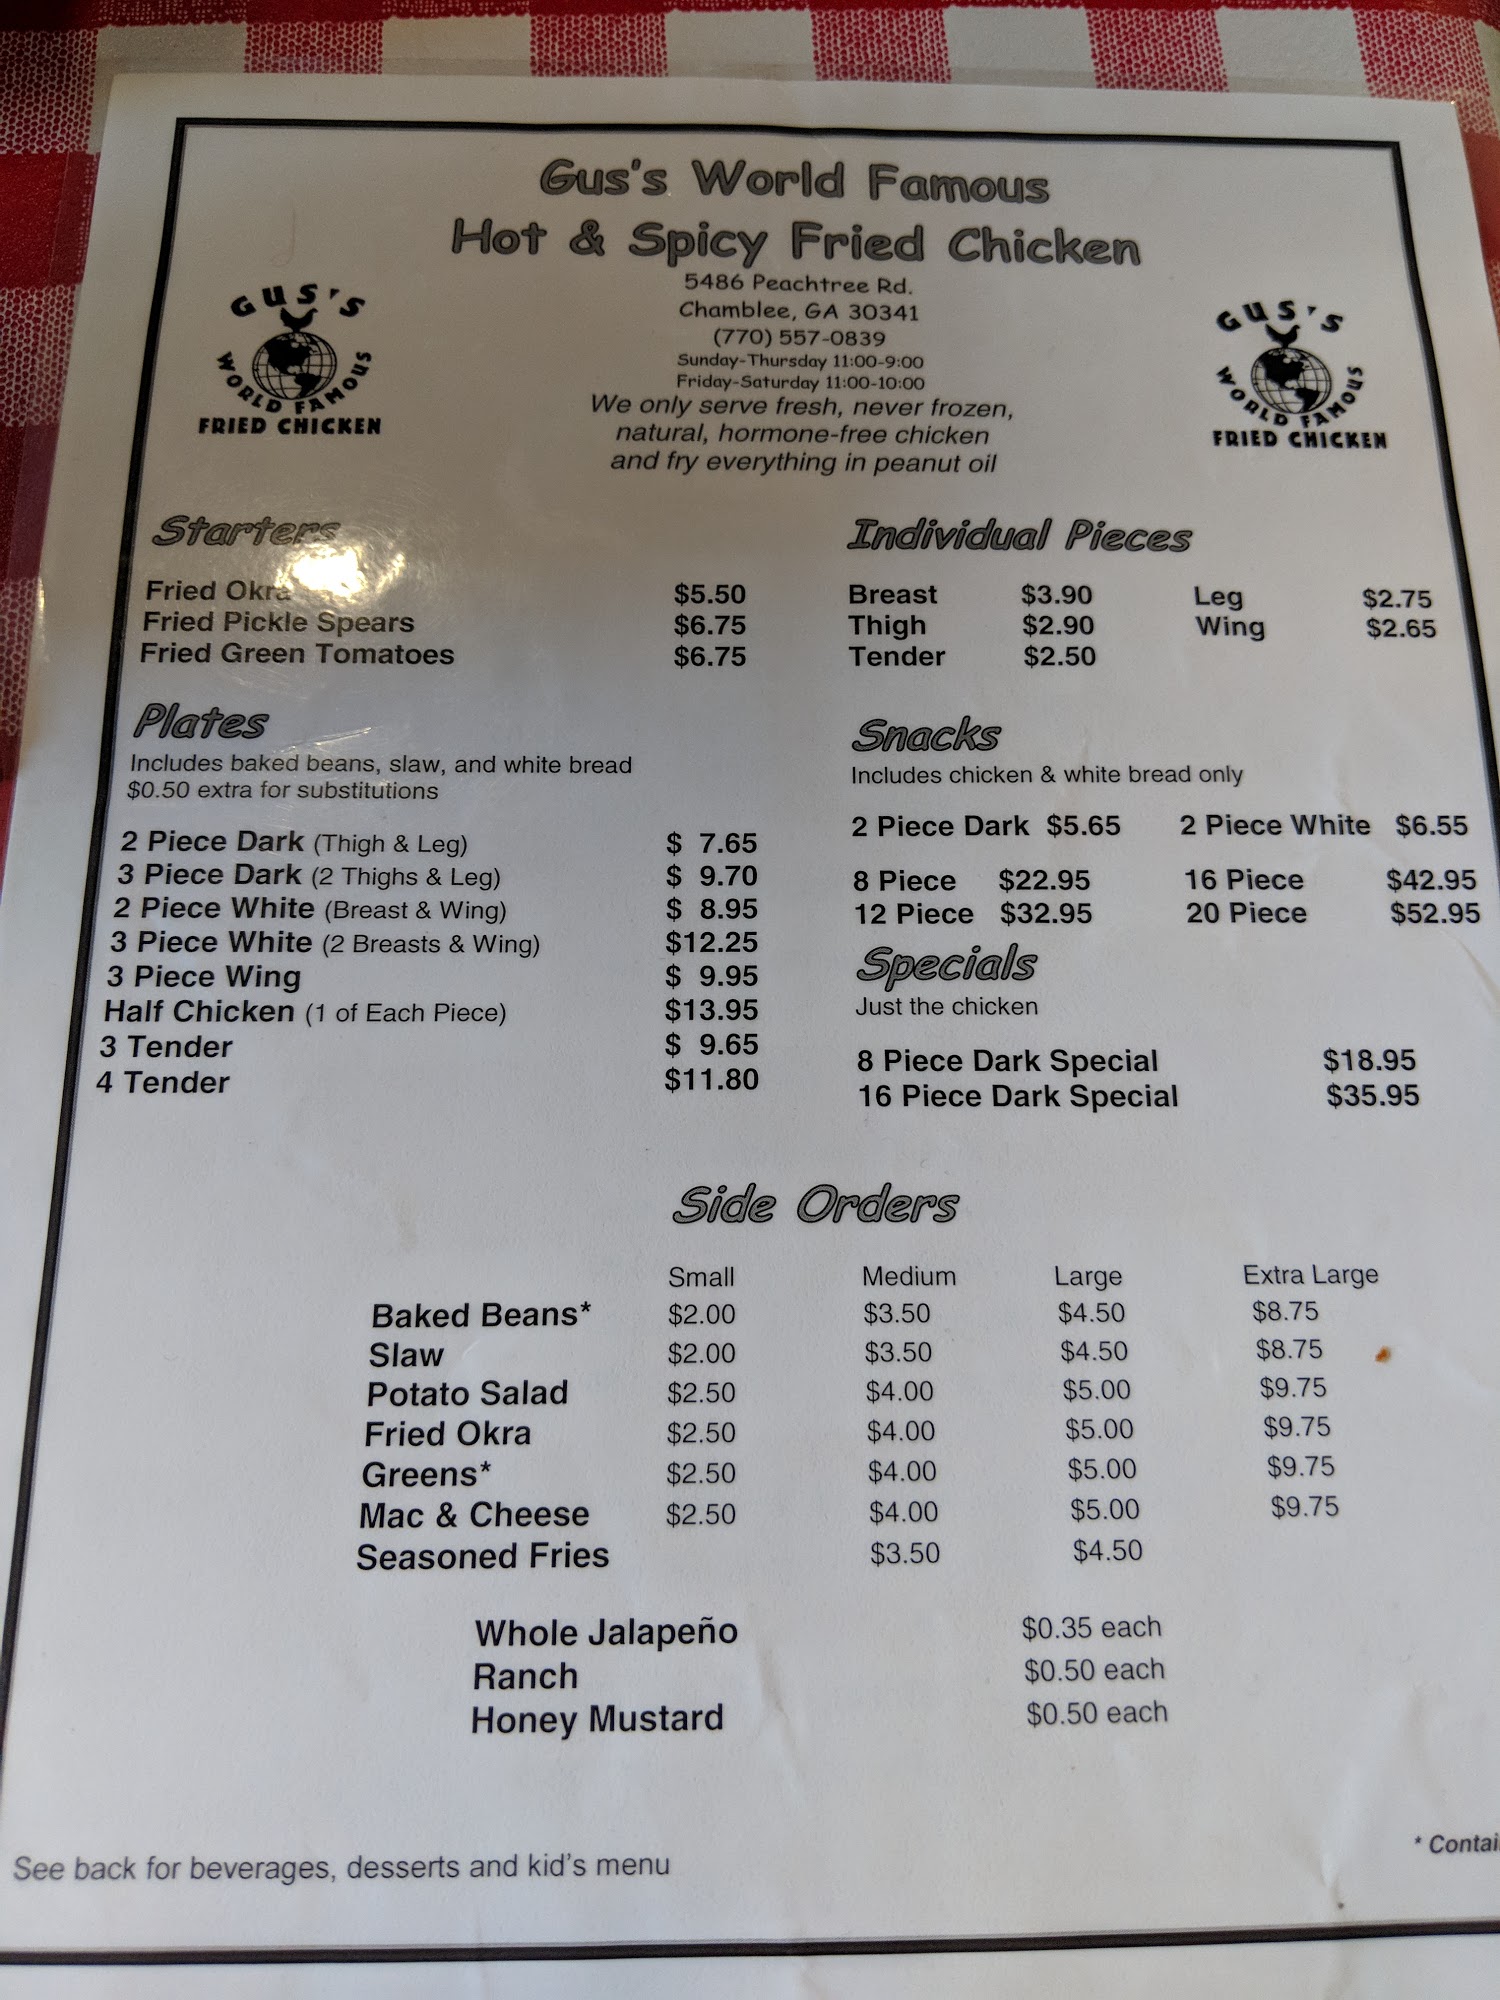 Gus's World Famous
Hot & Spicy Fried Chicken
5486 Peachtree Rd.
Chamblee, GA 30341
(770) 557-0839
Sunday-Thursday 11:00-9:00
Friday-Saturday 11:00-10:00
We only serve fresh, never frozen,
natural, hormone-free chicken
and fry everything in peanut oil
GUS'S
WORLD FAMOUS
FRIED CHICKEN
GUS'S
WORLD FAMOUS
FRIED CHICKEN
Starters
Fried Okra $5.50
Fried Pickle Spears $6.75
Fried Green Tomatoes $6.75
Plates
Includes baked beans, slaw, and white bread
$0.50 extra for substitutions
2 Piece Dark (Thigh & Leg) $ 7.65
3 Piece Dark (2 Thighs & Leg) $ 9.70
2 Piece White (Breast & Wing) $ 8.95
3 Piece White (2 Breasts & Wing) $12.25
3 Piece Wing $ 9.95
Half Chicken (1 of Each Piece) $13.95
3 Tender $ 9.65
4 Tender $11.80
Individual Pieces
Breast $3.90 Leg $2.75
Thigh $2.90 Wing $2.65
Tender $2.50
Snacks
Includes chicken & white bread only
2 Piece Dark $5.65 2 Piece White $6.55
8 Piece $22.95 16 Piece $42.95
12 Piece $32.95 20 Piece $52.95
Specials
Just the chicken
8 Piece Dark Special $18.95
16 Piece Dark Special $35.95
Side Orders
Small Medium Large Extra Large
Baked Beans* $2.00 $3.50 $4.50 $8.75
Slaw $2.00 $3.50 $4.50 $8.75
Potato Salad $2.50 $4.00 $5.00 $9.75
Fried Okra $2.50 $4.00 $5.00 $9.75
Greens* $2.50 $4.00 $5.00 $9.75
Mac & Cheese $2.50 $4.00 $5.00 $9.75
Seasoned Fries $3.50 $4.50
Whole Jalapeño $0.35 each
Ranch $0.50 each
Honey Mustard $0.50 each
* Contai
See back for beverages, desserts and kid's menu